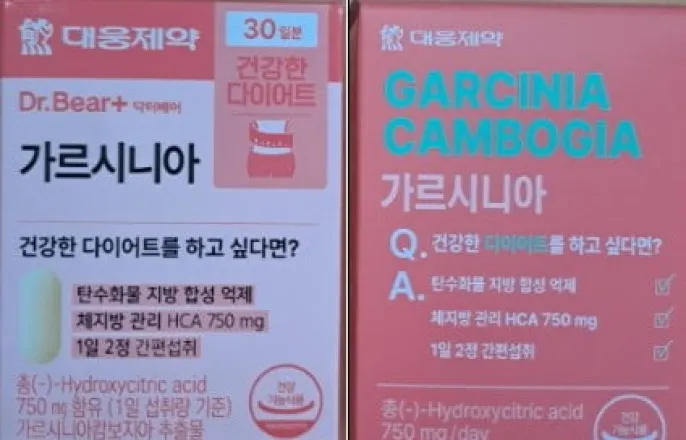 대웅제약
30일분
건강한
다이어트
Dr.Bear+ 닥터베어
가르시니아
건강한 다이어트를 하고 싶다면?
탄수화물 지방 합성 억제
체지방 관리 HCA 750 mg
1일 2정 간편섭취
총(-)-Hydroxycitric acid
750 mg 함유 (1일 섭취량 기준)
가르시니아캄보지아 추출물
건강
기능식품
대웅제약
GARCINIA
CAMBOGIA
가르시니아
Q. 건강한 다이어트를 하고 싶다면?
A. 탄수화물 지방 합성 억제
체지방 관리 HCA 750 mg
1일 2정 간편섭취
총(-)-Hydroxycitric acid
750 mg/day
건강
기능식품